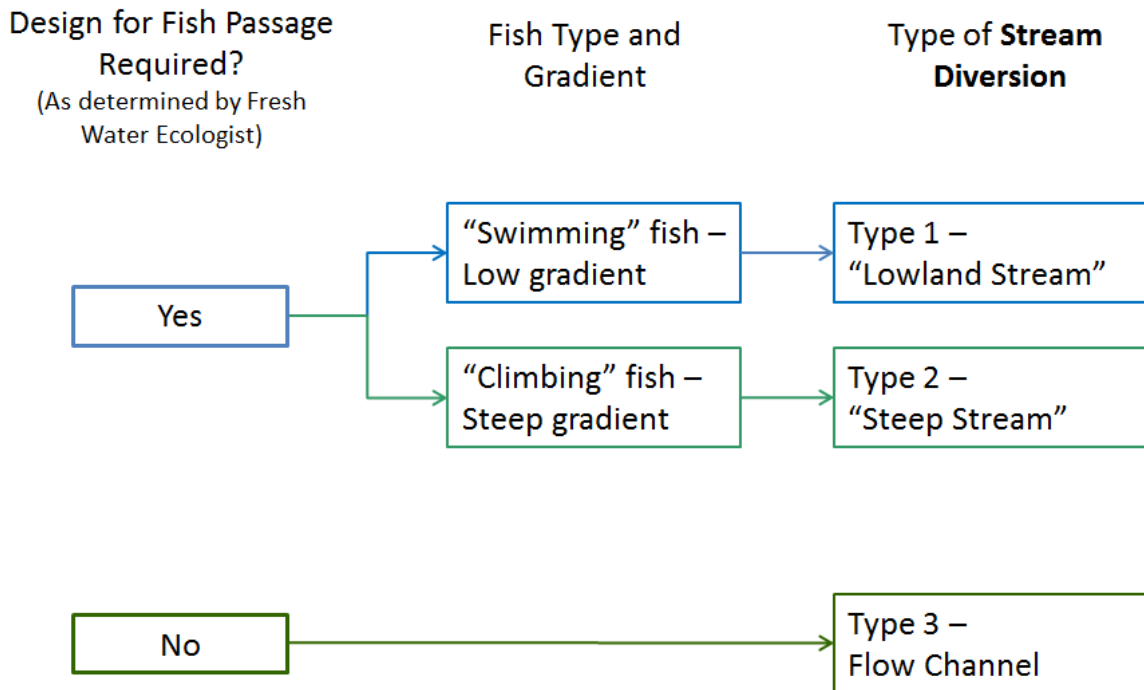 Design for Fish Passage
Required?
(As determined by Fresh
Water Ecologist)
Fish Type and
Gradient
Type of Stream
Diversion
Yes
“Swimming” fish –
Low gradient
Type 1 –
“Lowland Stream”
“Climbing” fish –
Steep gradient
Type 2 –
“Steep Stream”
No
Type 3 –
Flow Channel